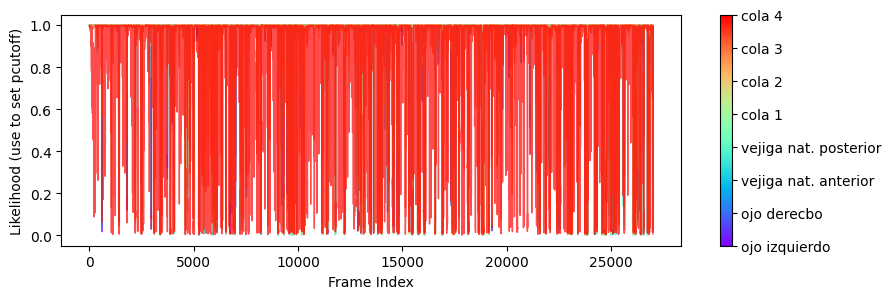 Likelihood (use to set pcutoff)
1.0
0.8
0.6
0.4
0.2
0.0
0
5000
10000
15000
20000
25000
Frame Index
cola 4
cola 3
cola 2
cola 1
vejiga nat. posterior
vejiga nat. anterior
ojo derecbo
ojo izquierdo